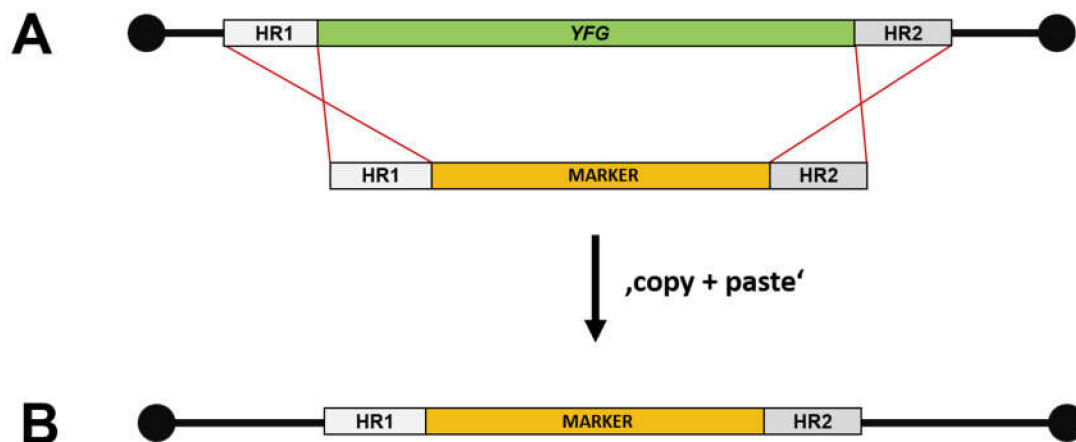 A
HR1 YFG HR2
HR1 MARKER HR2
‚copy + paste‘
B
HR1 MARKER HR2